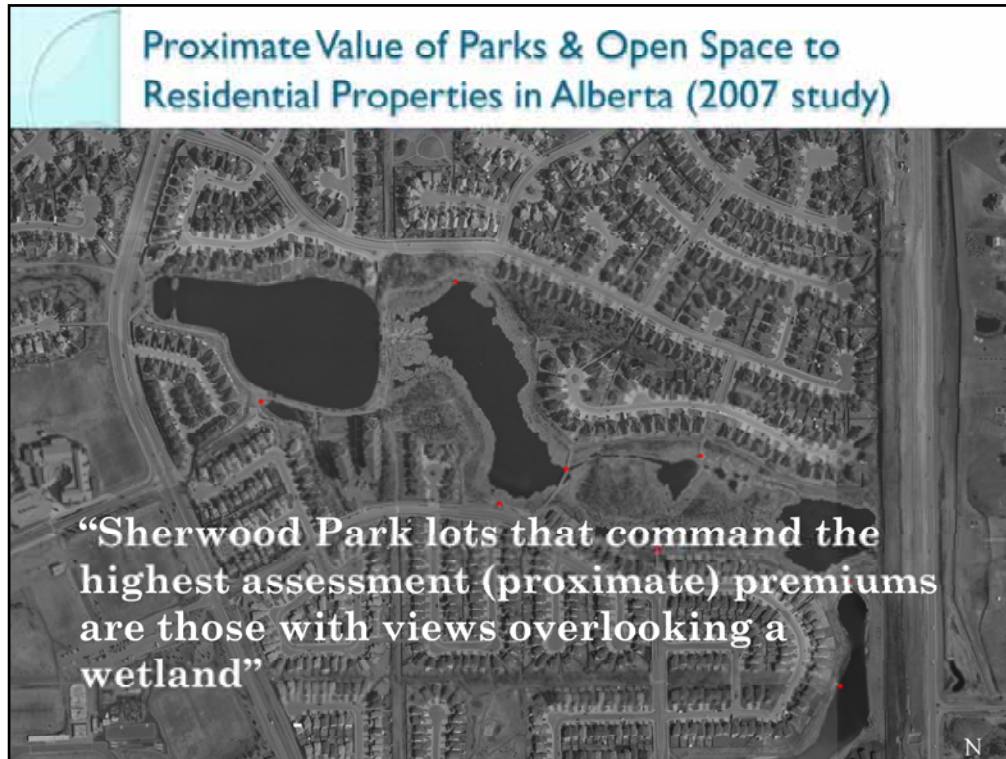 Proximate Value of Parks & Open Space to
Residential Properties in Alberta (2007 study)
“Sherwood Park lots that command the
highest assessment (proximate) premiums
are those with views overlooking a
wetland”
N